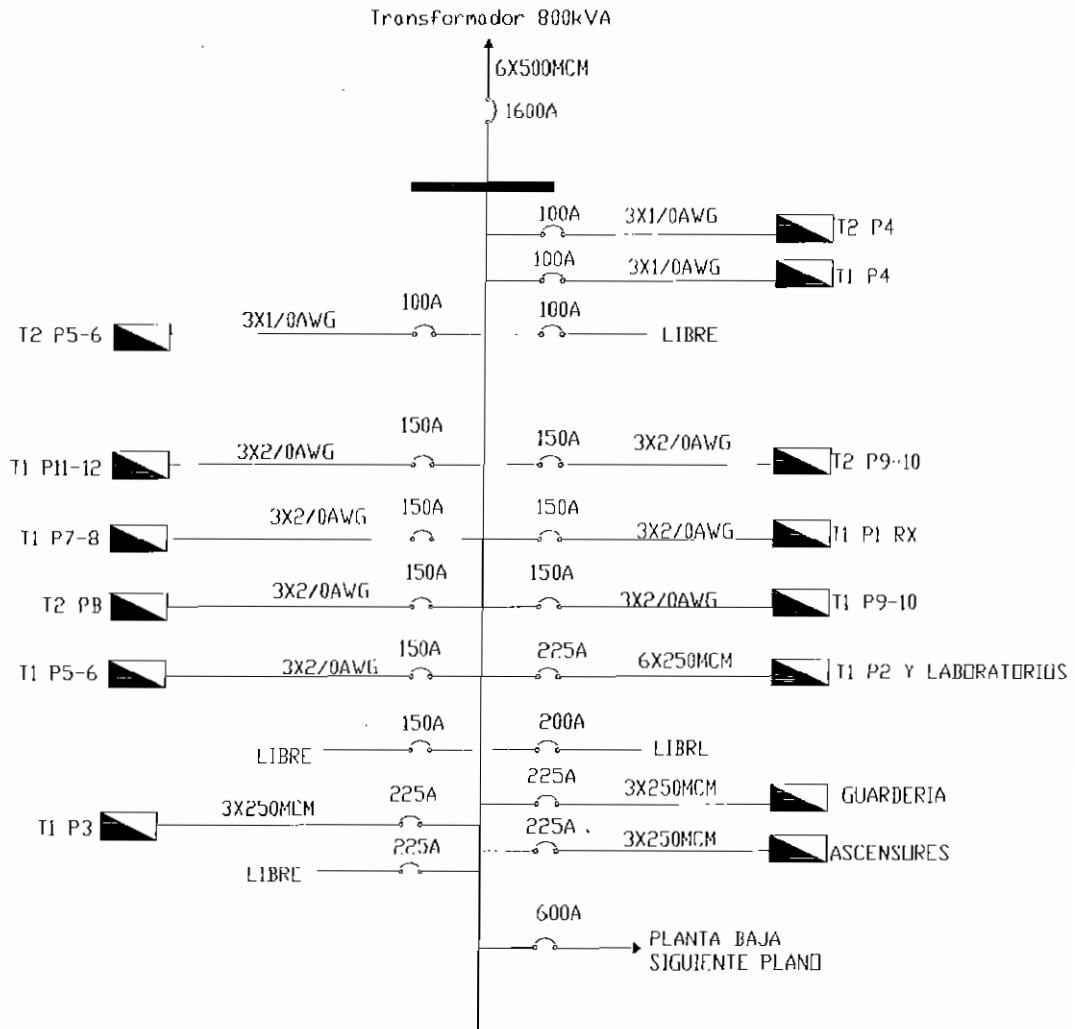 Transformador 800kVA
6X500MCM
1600A
100A 3X1/0AWG T2 P4
100A 3X1/0AWG T1 P4
T2 P5-6 3X1/0AWG 100A 100A LIBRE
T1 P11-12 3X2/0AWG 150A 150A 3X2/0AWG T2 P9-10
T1 P7-8 3X2/0AWG 150A 150A 3X2/0AWG T1 P1 RX
T2 PB 3X2/0AWG 150A 150A 3X2/0AWG T1 P9-10
T1 P5-6 3X2/0AWG 150A 225A 6X250MCM T1 P2 Y LABORATORIOS
LIBRE 150A 200A LIBRE
225A 3X250MCM GUARDERIA
T1 P3 3X250MCM 225A
225A 3X250MCM ASCENSORES
LIBRE 225A
600A
PLANTA BAJA
SIGUIENTE PLANO